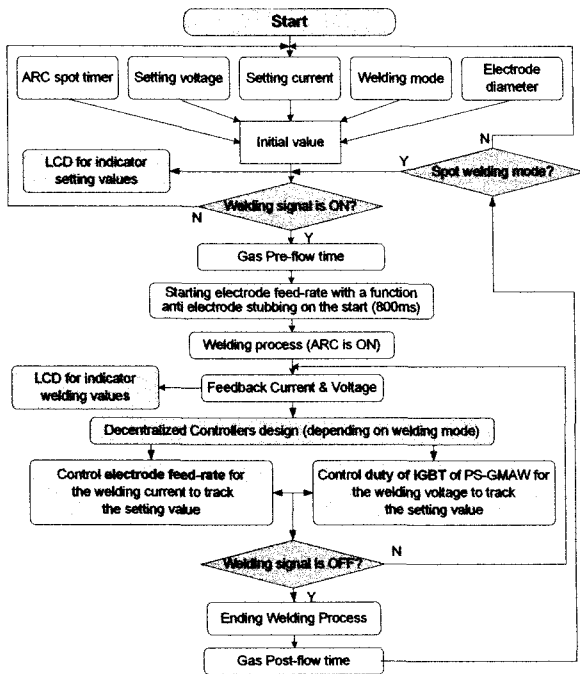 Start
ARC spot timer
Setting voltage
Setting current
Welding mode
Electrode
diameter
Initial value
N
LCD for indicator
setting values
Y
Spot welding mode?
Welding signal is ON?
N
Y
Gas Pre-flow time
Starting electrode feed-rate with a function
anti electrode stubbing on the start (800ms)
Welding process (ARC is ON)
LCD for indicator
welding values
Feedback Current & Voltage
Decentralized Controllers design (depending on welding mode)
Control electrode feed-rate for
the welding current to track
the setting value
Control duty of IGBT of PS-GMAW for
the welding voltage to track
the setting value
Welding signal is OFF?
N
Y
Ending Welding Process
Gas Post-flow time